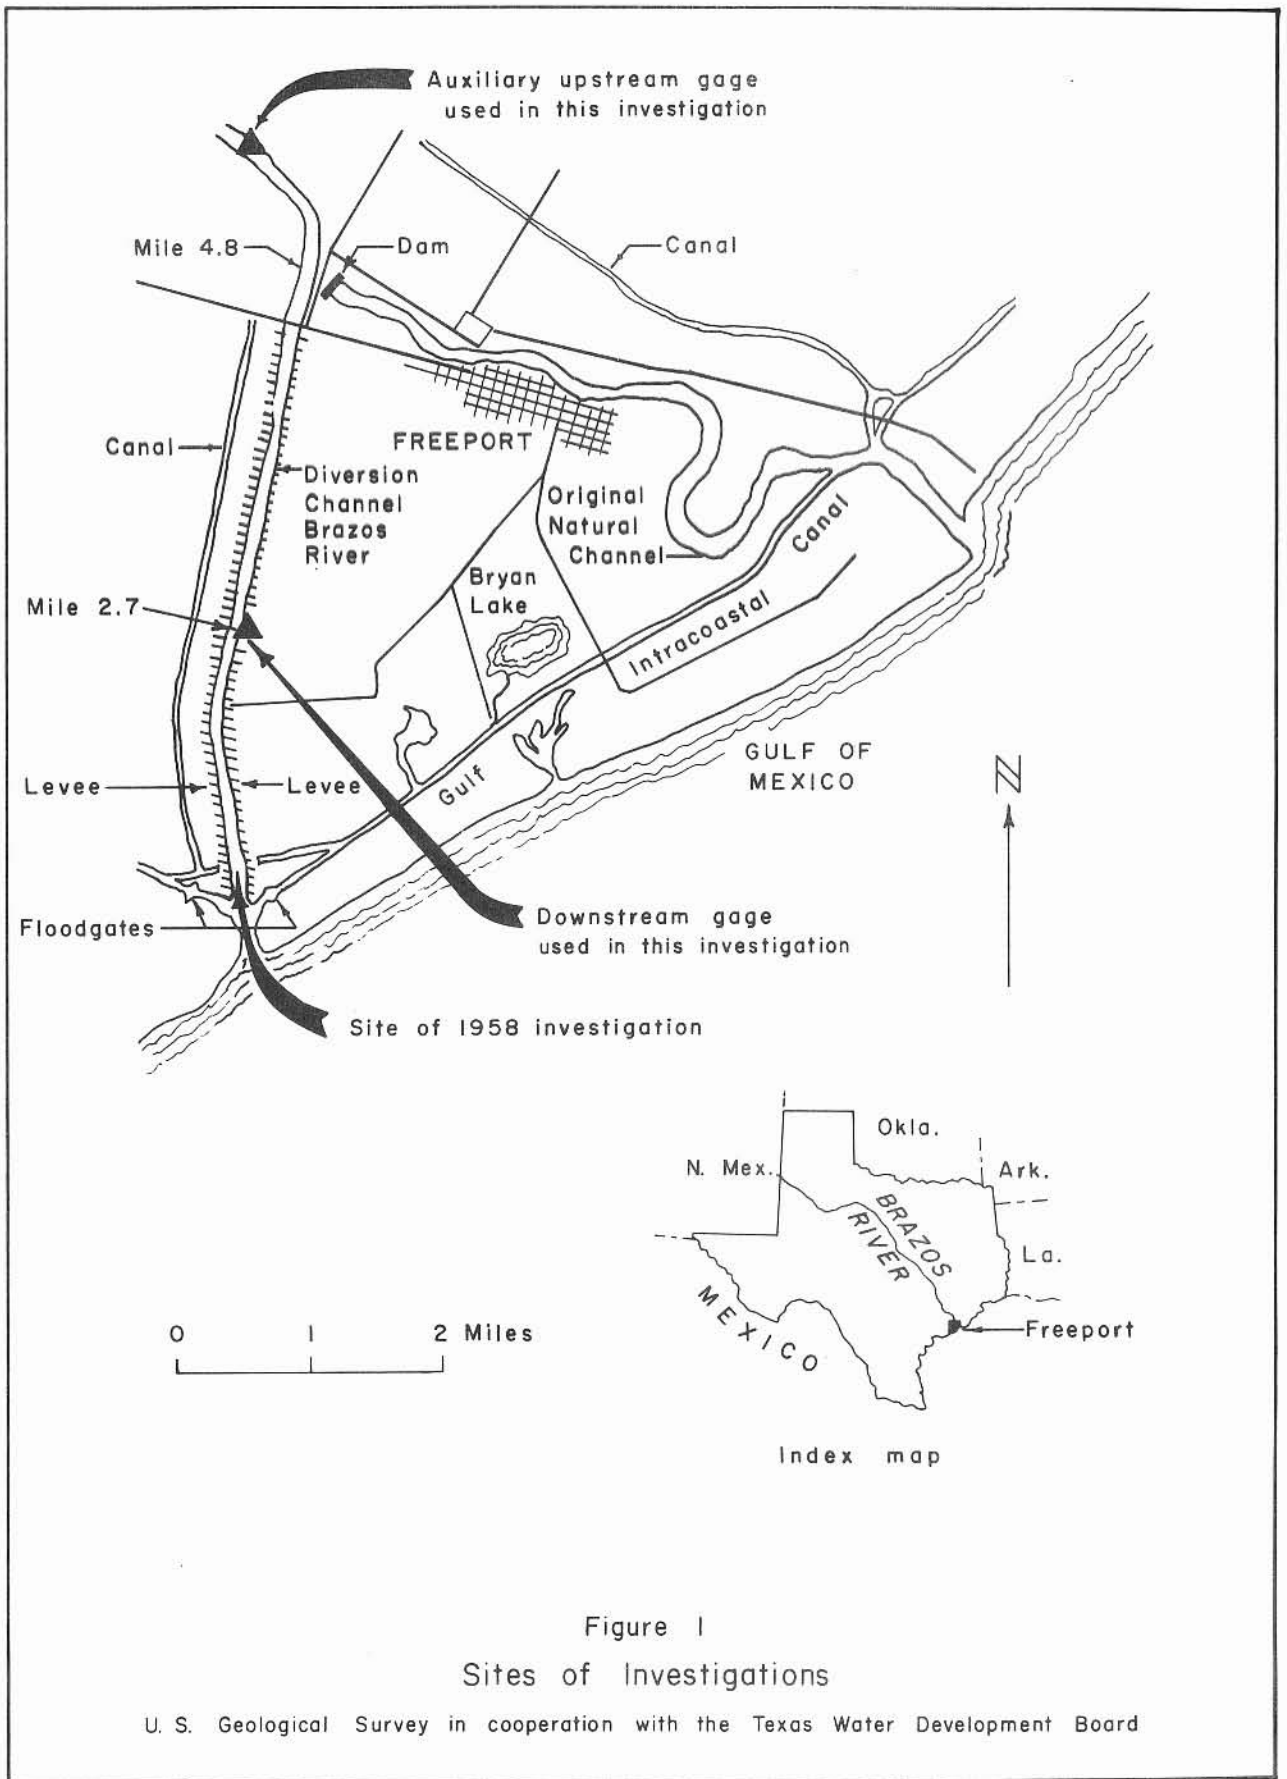 Auxiliary upstream gage
used in this investigation
Mile 4.8
Dam
Canal
Canal
FREEPORT
Diversion
Channel
Brazos
River
Original
Natural
Channel
Canal
Bryan
Lake
Mile 2.7
Intracoastal
GULF OF
MEXICO
N
Levee
Levee
Gulf
Floodgates
Downstream gage
used in this investigation
Site of 1958 investigation
Okla.
N. Mex.
Ark.
BRAZOS
RIVER
La.
MEXICO
Freeport
0 1 2 Miles
Index map
Figure 1
Sites of Investigations
U. S. Geological Survey in cooperation with the Texas Water Development Board